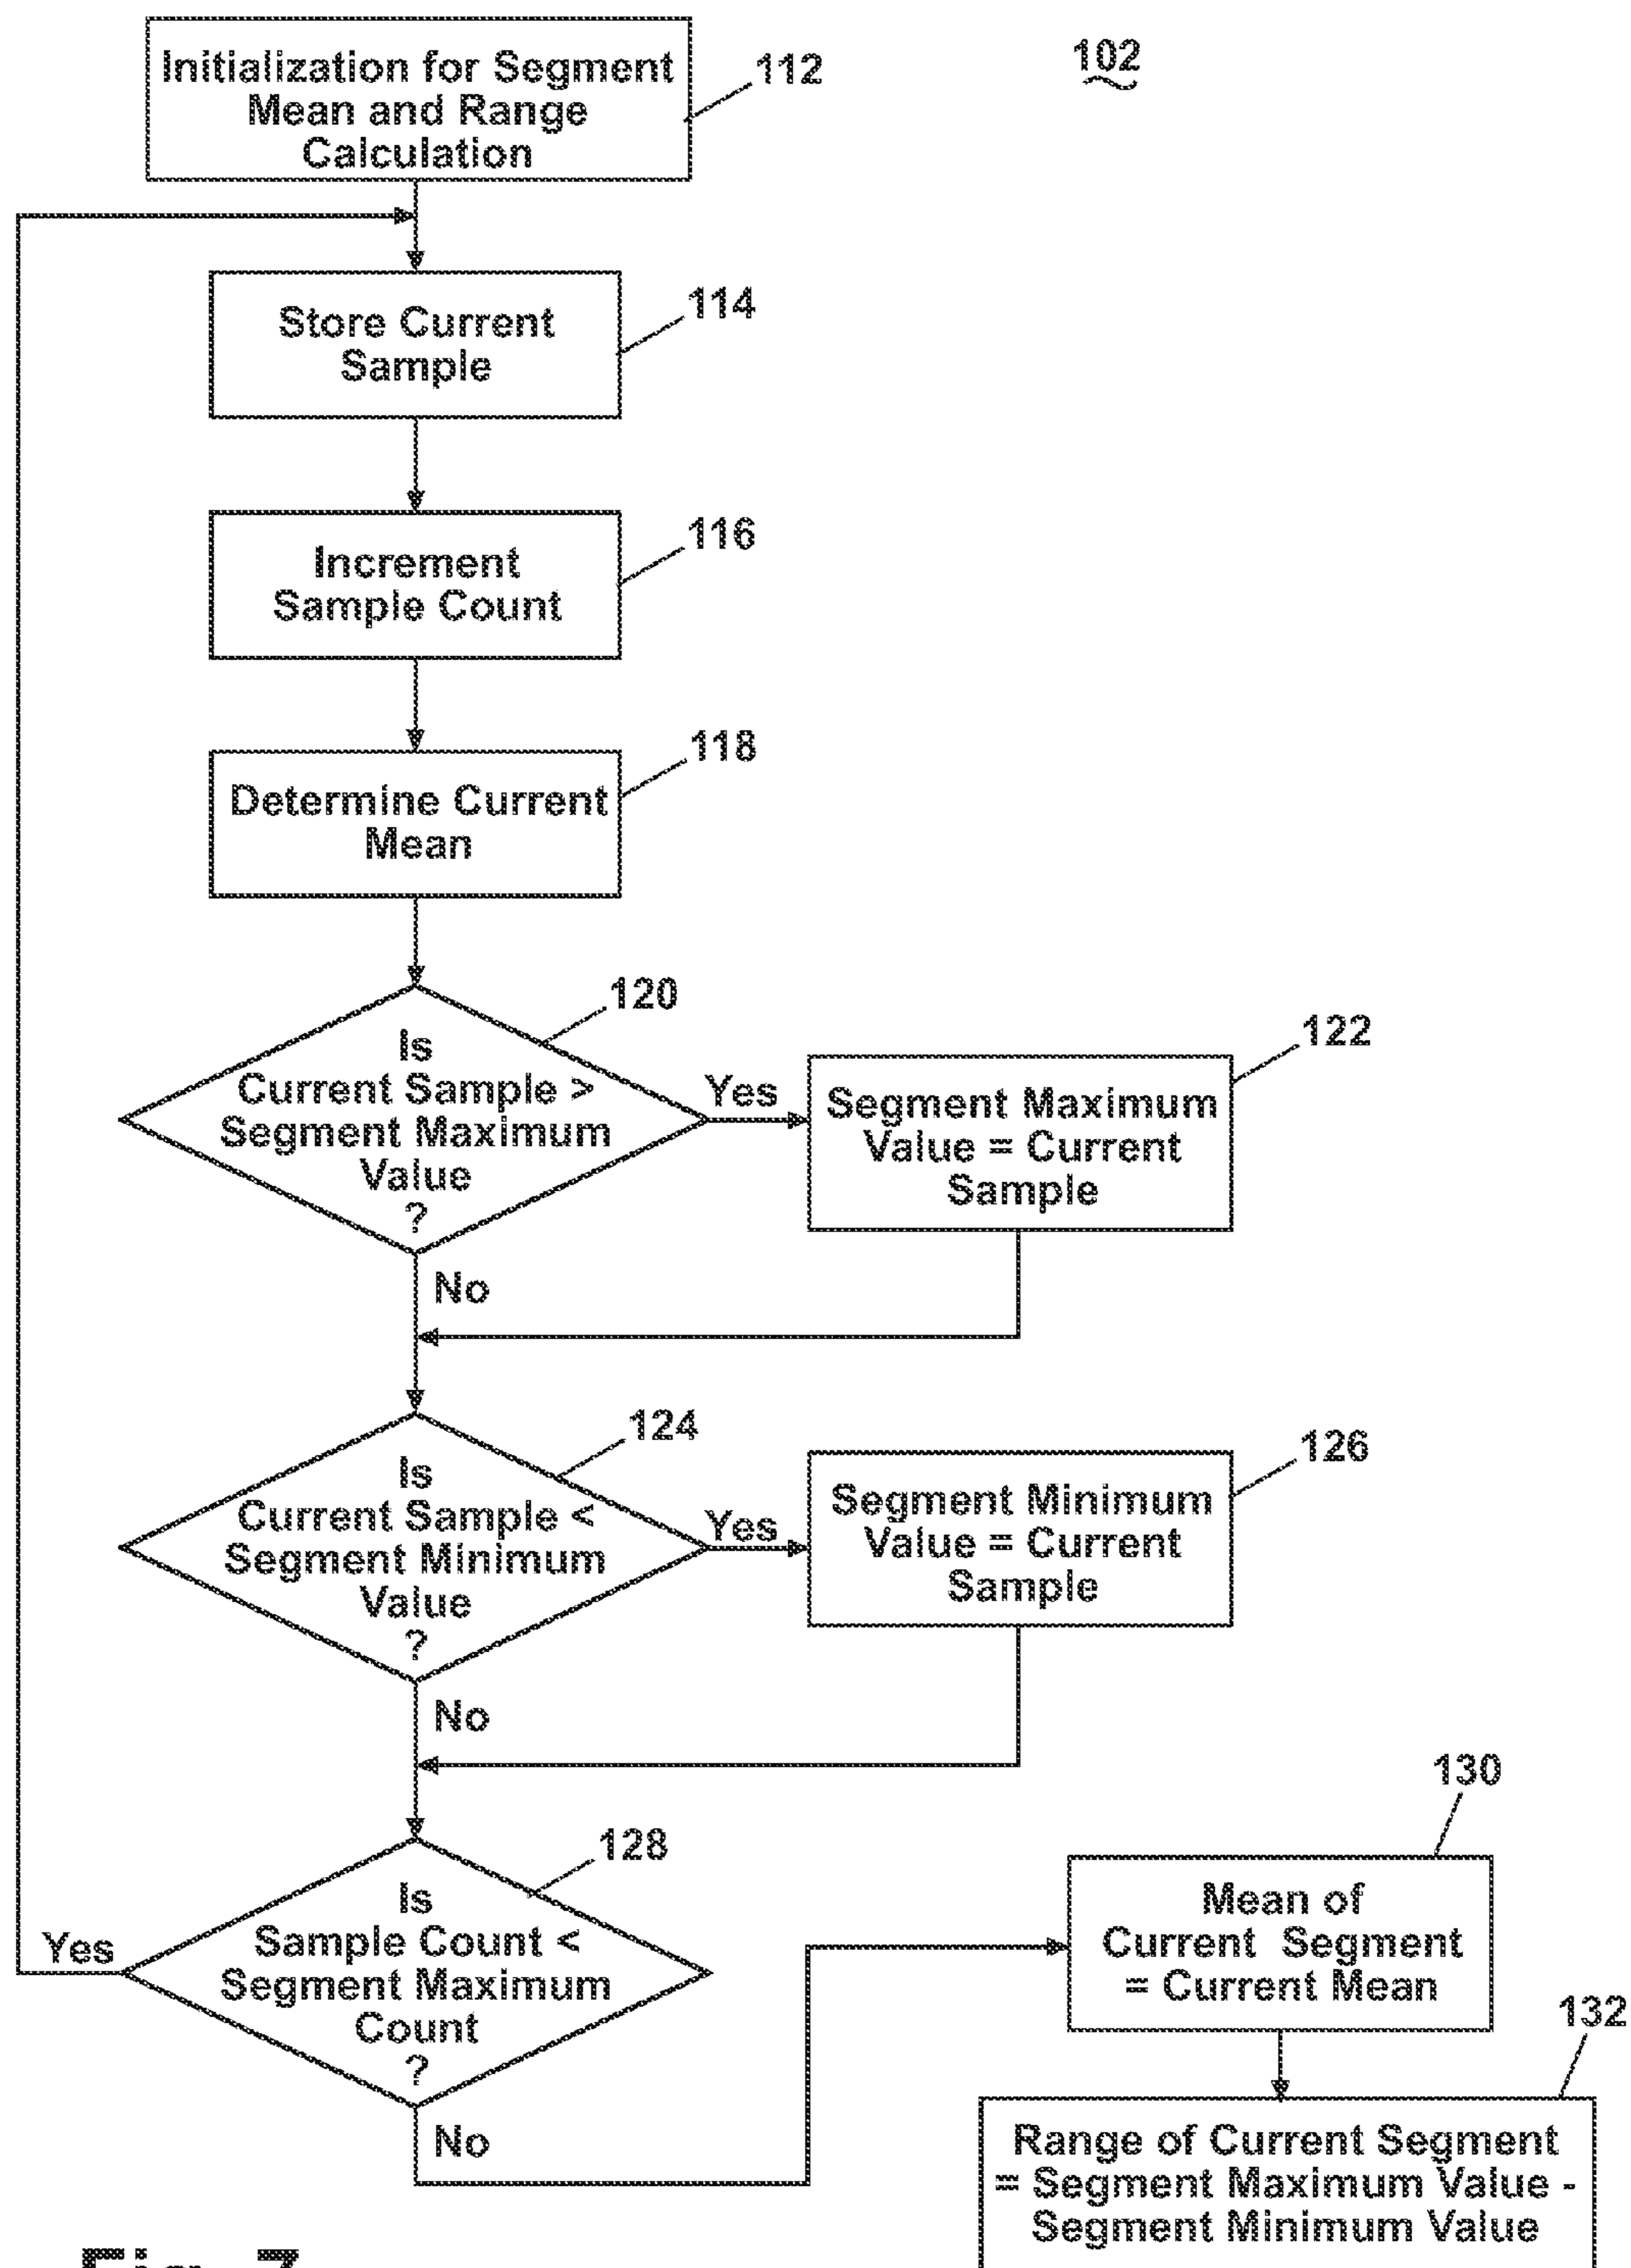 Initialization for Segment
Mean and Range
Calculation
112
102
Store Current
Sample
114
Increment
Sample Count
116
Determine Current
Mean
118
Is
Current Sample >
Segment Maximum
Value
?
120
Yes
Segment Maximum
Value = Current
Sample
122
No
Is
Current Sample <
Segment Minimum
Value
?
124
Yes
Segment Minimum
Value = Current
Sample
126
No
Is
Sample Count <
Segment Maximum
Count
?
128
Yes
No
Mean of
Current Segment
= Current Mean
130
Range of Current Segment
= Segment Maximum Value -
Segment Minimum Value
132